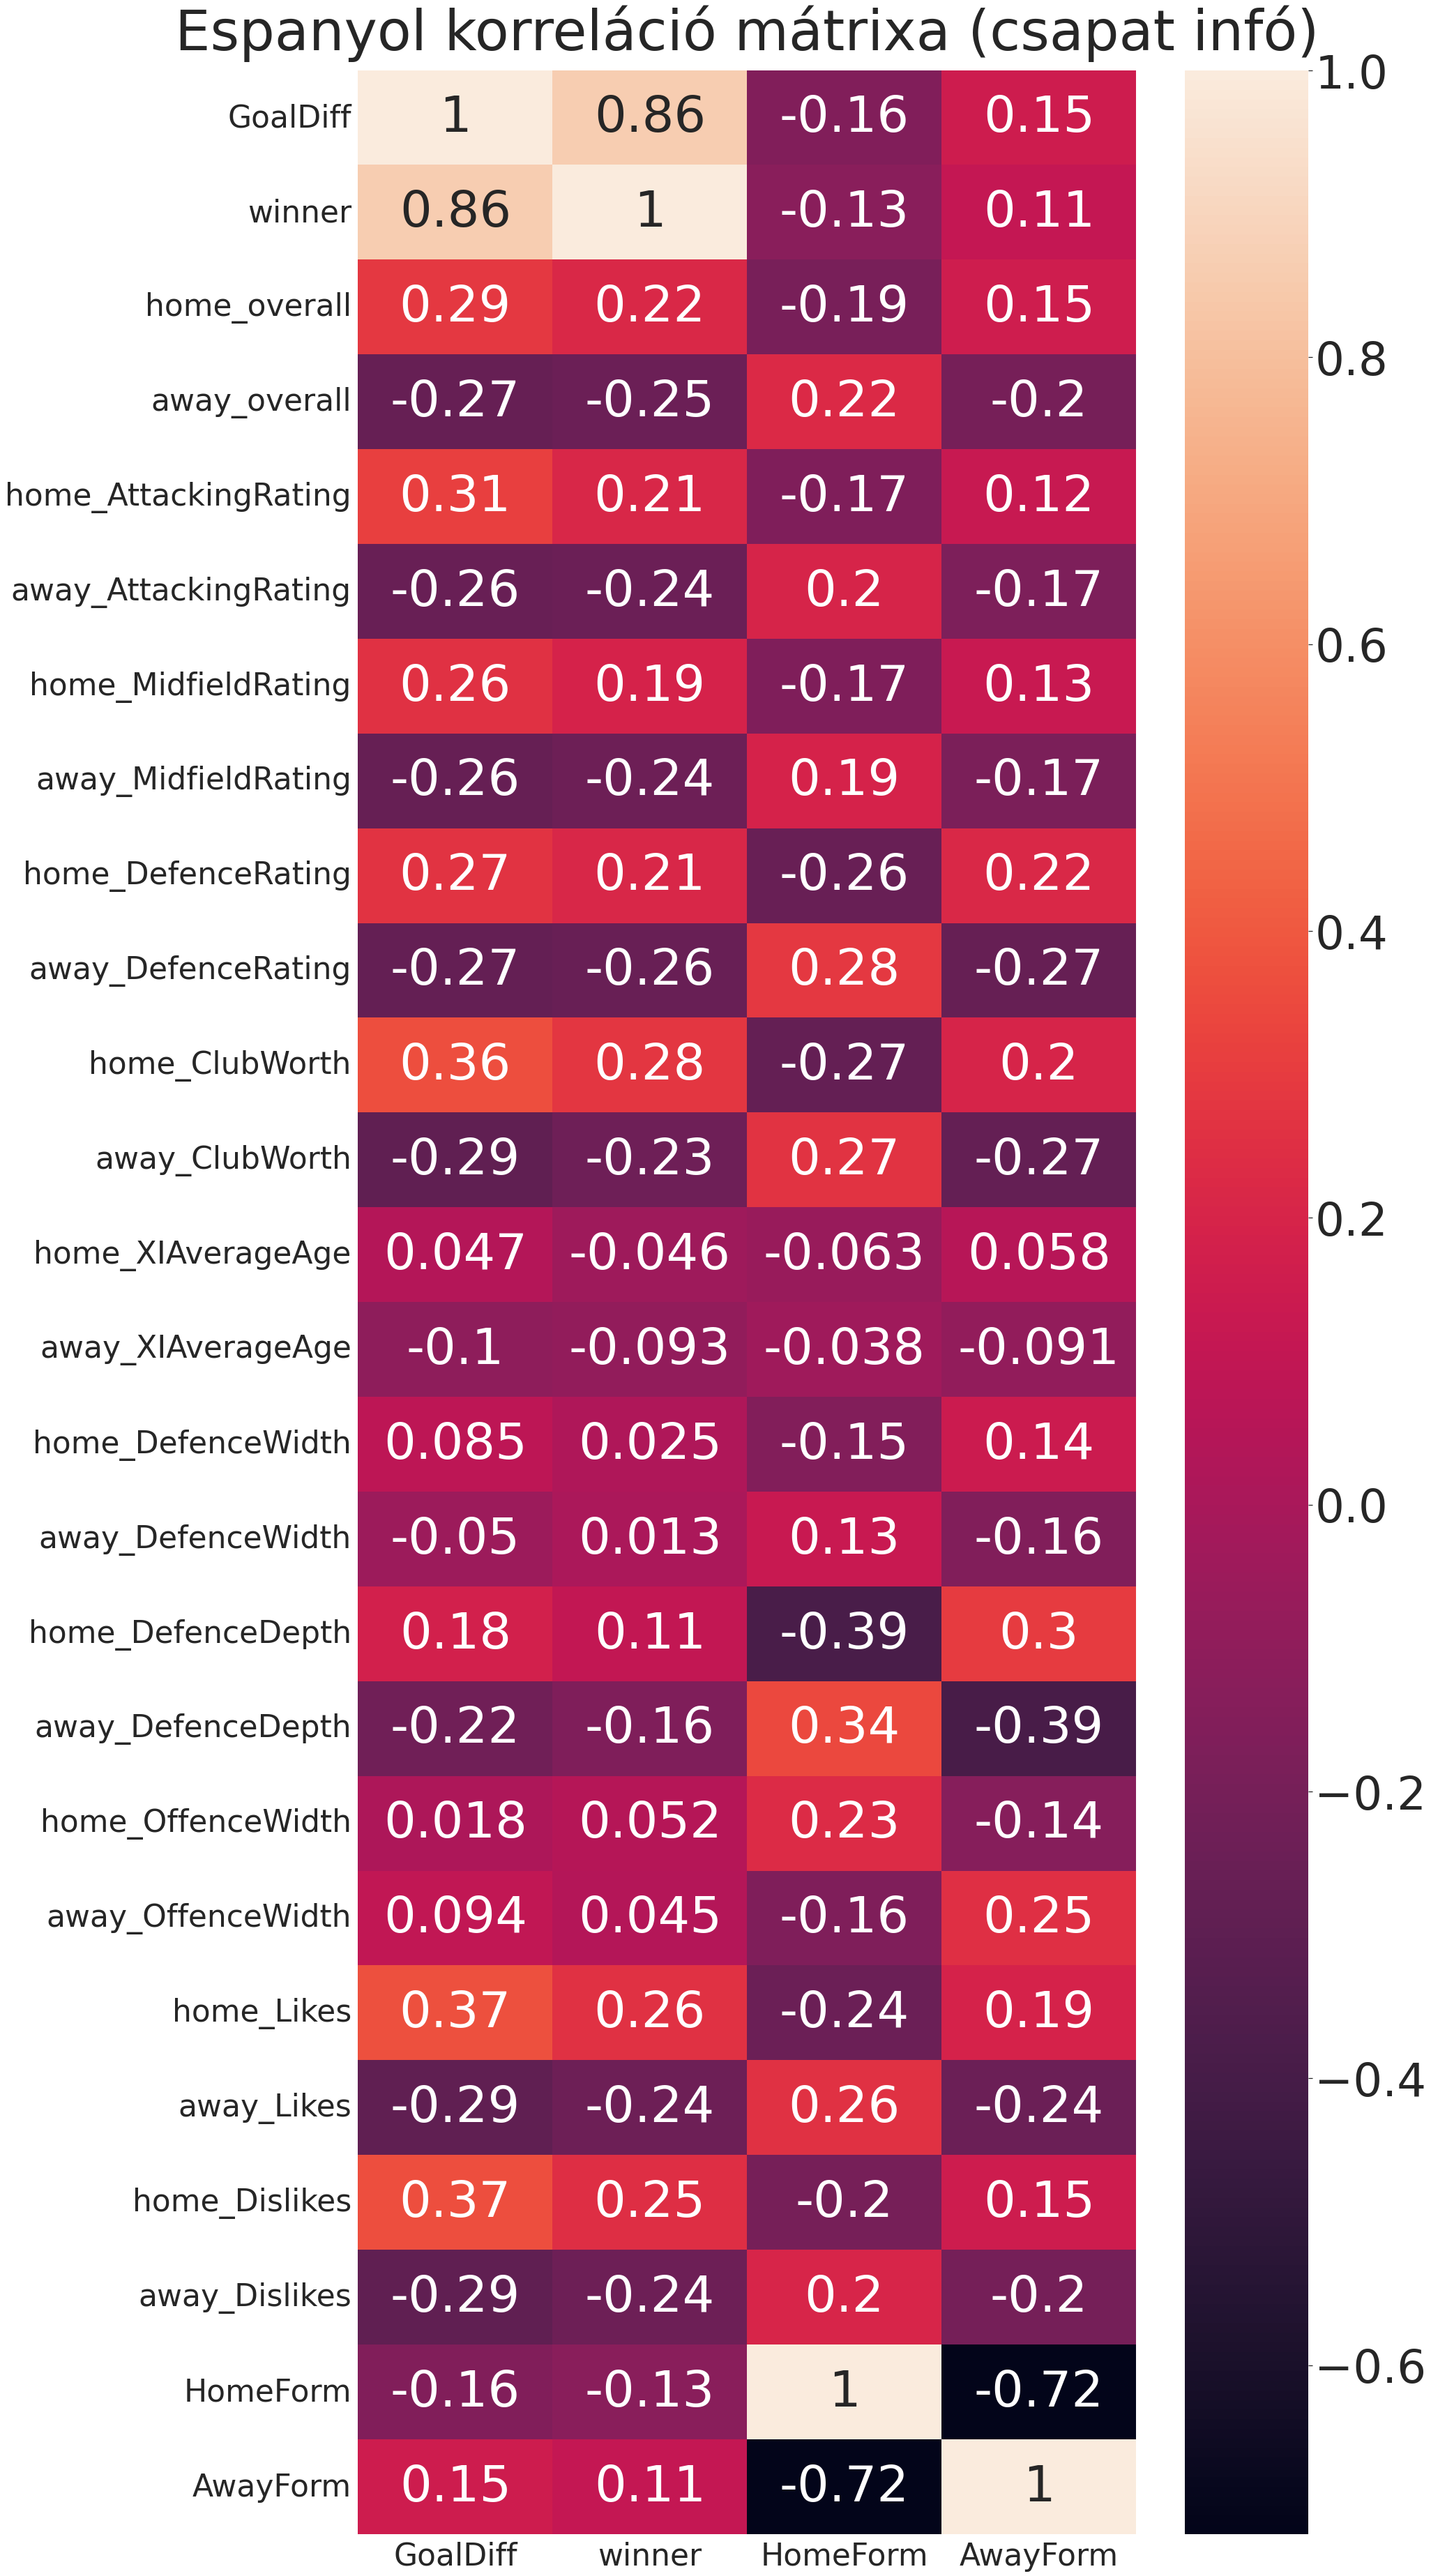 Espanyol korreláció mátrixa (csapat infó)
GoalDiff 1 0.86 -0.16 0.15
winner 0.86 1 -0.13 0.11
home_overall 0.29 0.22 -0.19 0.15
away_overall -0.27 -0.25 0.22 -0.2
home_AttackingRating 0.31 0.21 -0.17 0.12
away_AttackingRating -0.26 -0.24 0.2 -0.17
home_MidfieldRating 0.26 0.19 -0.17 0.13
away_MidfieldRating -0.26 -0.24 0.19 -0.17
home_DefenceRating 0.27 0.21 -0.26 0.22
away_DefenceRating -0.27 -0.26 0.28 -0.27
home_ClubWorth 0.36 0.28 -0.27 0.2
away_ClubWorth -0.29 -0.23 0.27 -0.27
home_XIAverageAge 0.047 -0.046 -0.063 0.058
away_XIAverageAge -0.1 -0.093 -0.038 -0.091
home_DefenceWidth 0.085 0.025 -0.15 0.14
away_DefenceWidth -0.05 0.013 0.13 -0.16
home_DefenceDepth 0.18 0.11 -0.39 0.3
away_DefenceDepth -0.22 -0.16 0.34 -0.39
home_OffenceWidth 0.018 0.052 0.23 -0.14
away_OffenceWidth 0.094 0.045 -0.16 0.25
home_Likes 0.37 0.26 -0.24 0.19
away_Likes -0.29 -0.24 0.26 -0.24
home_Dislikes 0.37 0.25 -0.2 0.15
away_Dislikes -0.29 -0.24 0.2 -0.2
HomeForm -0.16 -0.13 1 -0.72
AwayForm 0.15 0.11 -0.72 1
GoalDiff winner HomeForm AwayForm
1.0
0.8
0.6
0.4
0.2
0.0
−0.2
−0.4
−0.6